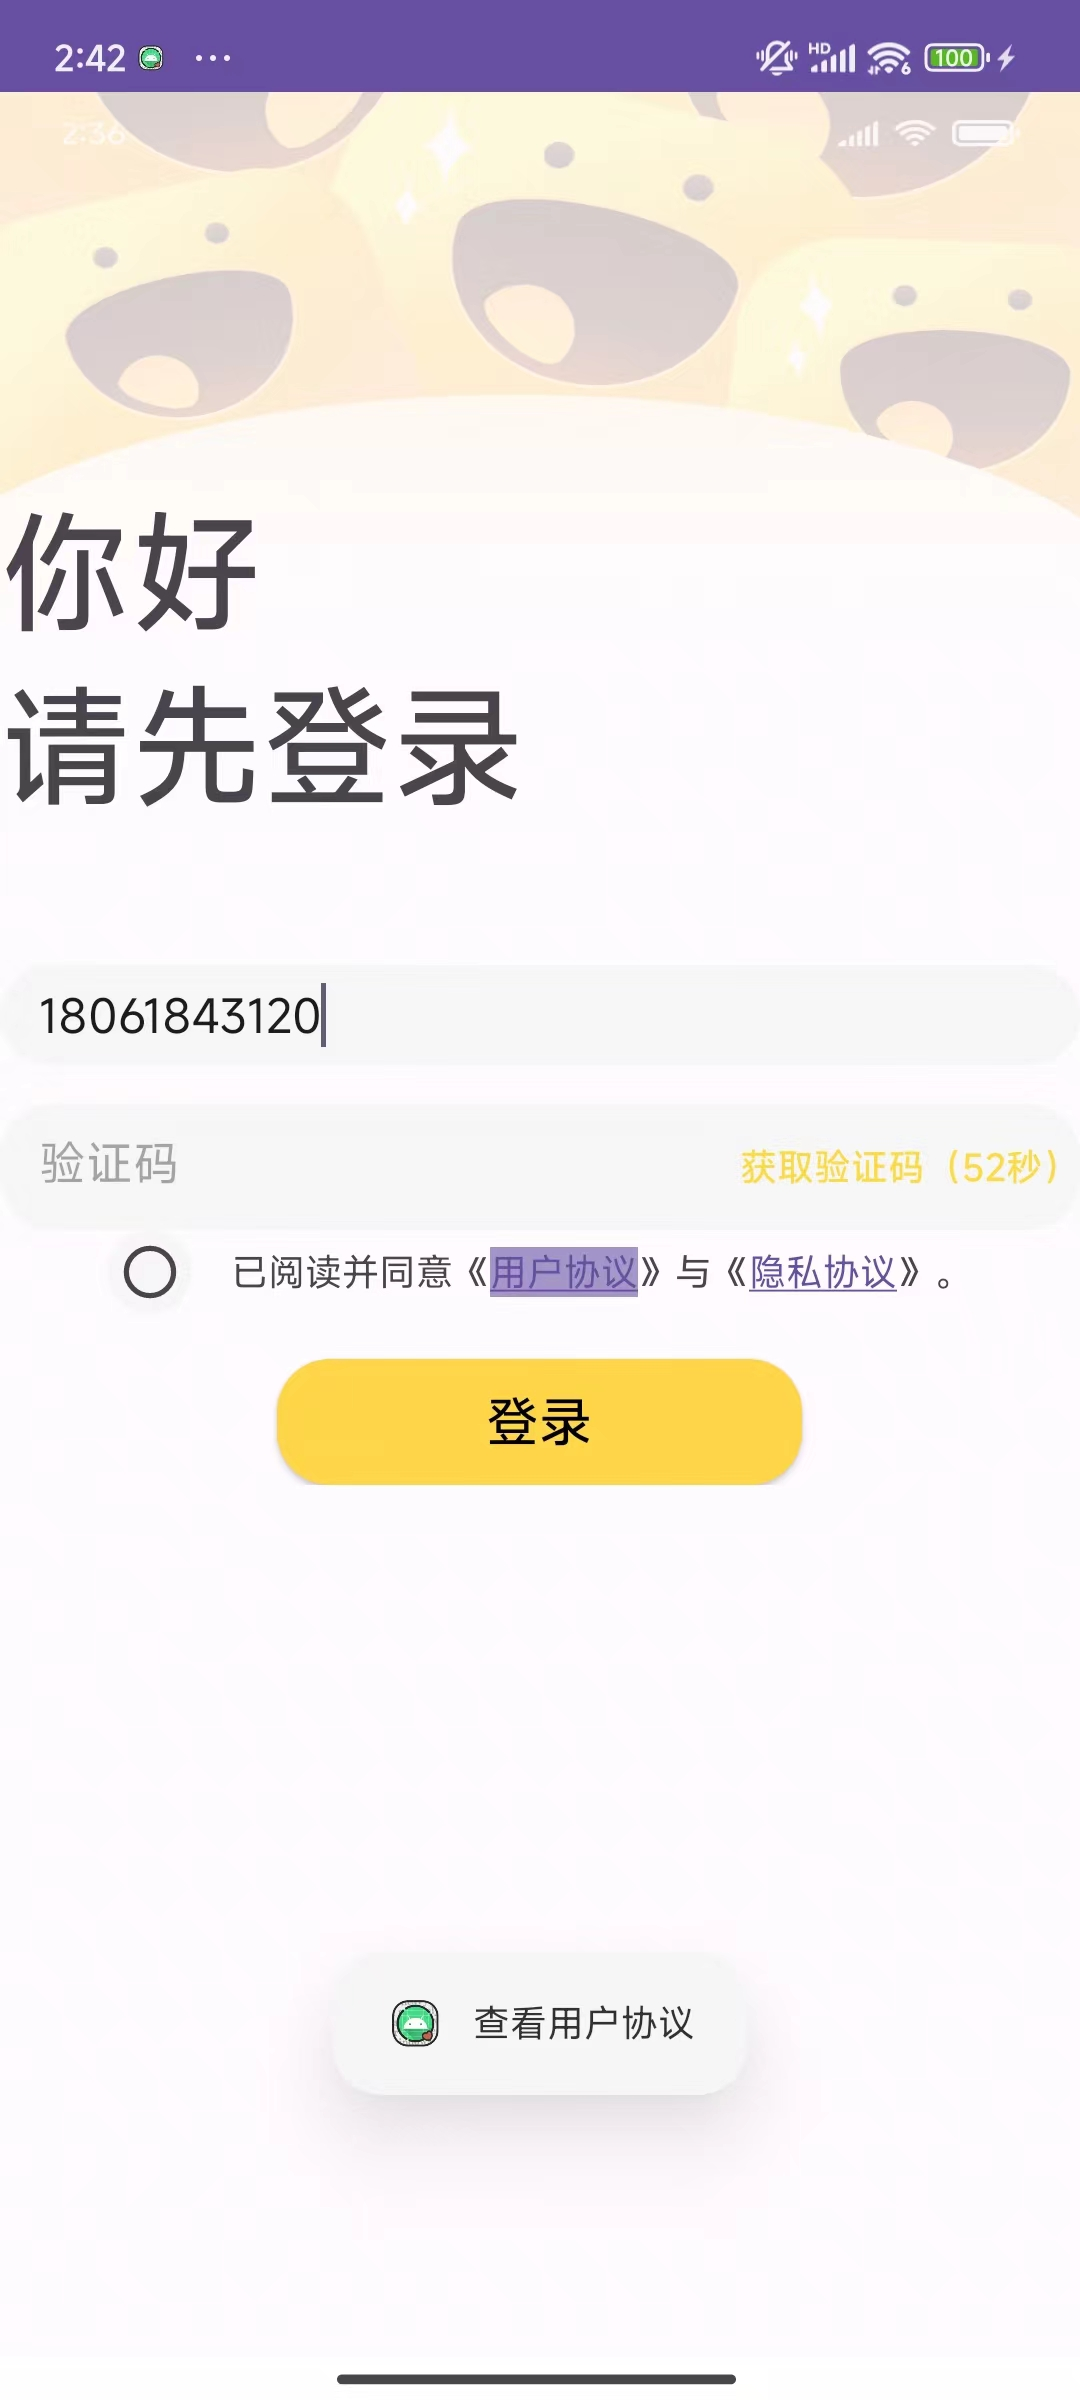 2:42 ...
HD 6 100
2:36
你好
请先登录
18061843120
验证码 获取验证码（52秒）
已阅读并同意《用户协议》与《隐私协议》。
登录
查看用户协议